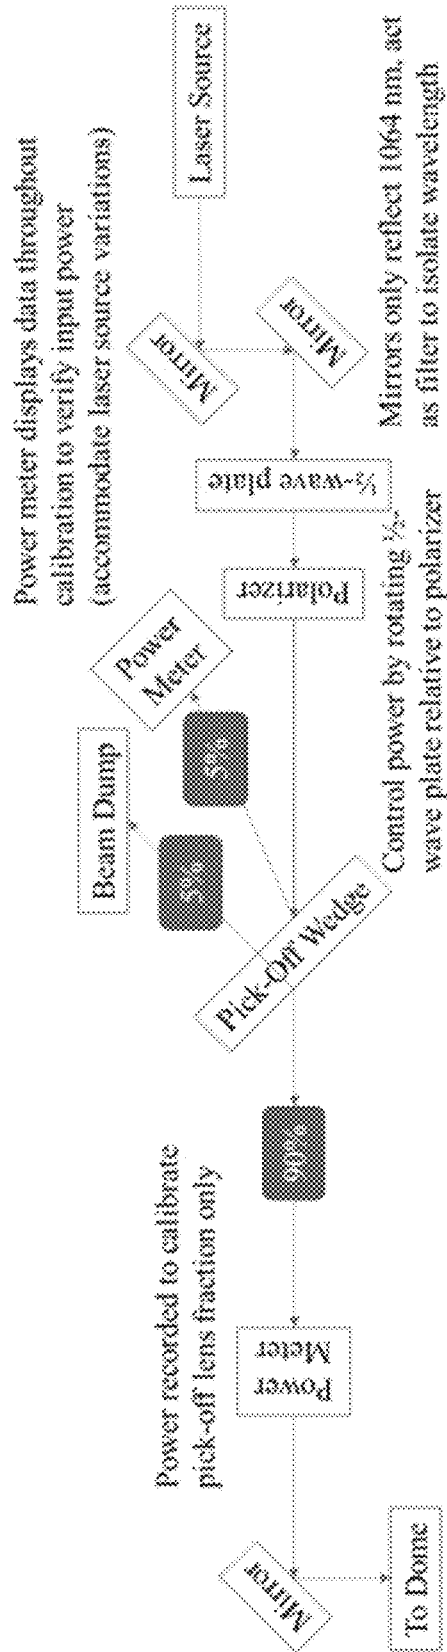 Power meter displays data throughout
calibration to verify input power
(accommodate laser source variations)
Laser Source
Mirror
Mirror
Mirrors only reflect 1064 nm, act
as filter to isolate wavelength
½-wave plate
Polarizer
Control power by rotating ½-
wave plate relative to polarizer
Power
Meter
5%
Beam Dump
5%
Pick-Off Wedge
90%
Power recorded to calibrate
pick-off lens fraction only
Power
Meter
Mirror
To Dome